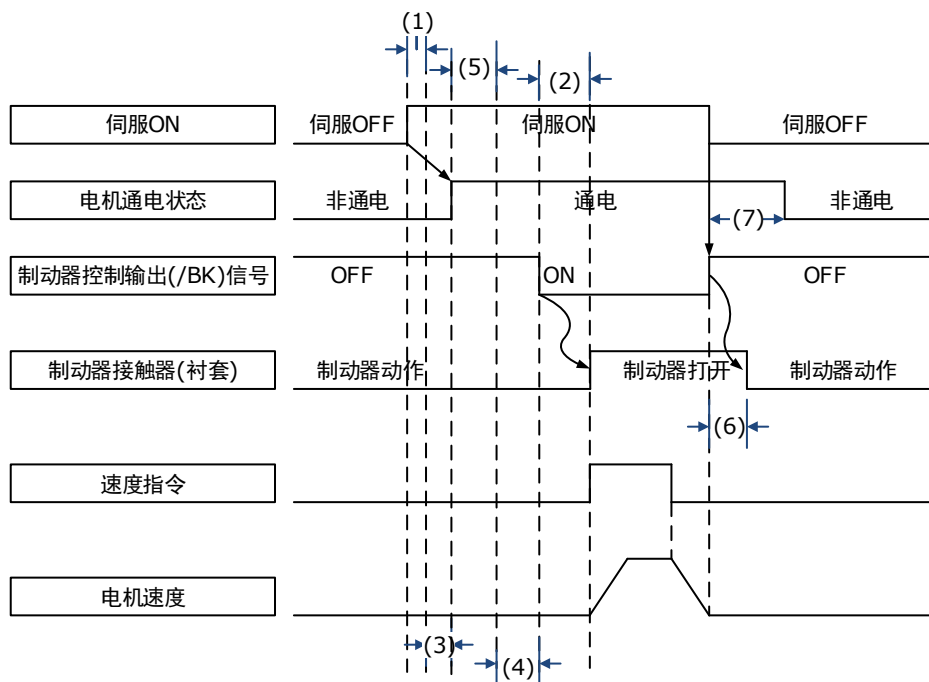 (1)
(5)
(2)
伺服ON
伺服OFF
伺服ON
伺服OFF
电机通电状态
非通电
通电
非通电
(7)
制动器控制输出(/BK)信号
OFF
ON
OFF
制动器接触器(衬套)
制动器动作
制动器打开
制动器动作
(6)
速度指令
电机速度
(3)
(4)